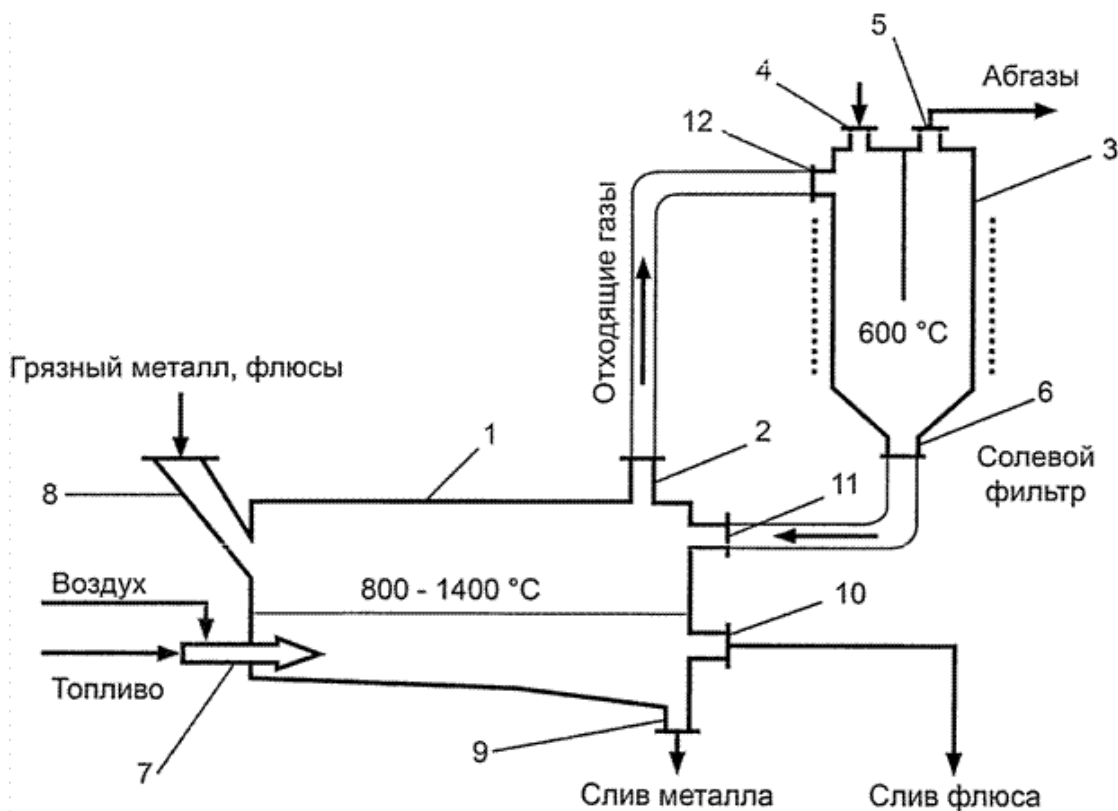 5
4
Абгазы
12
3
Отходящие газы
600 °C
Грязный металл, флюсы
6
1
2
Солевой
фильтр
8
11
800 - 1400 °C
Воздух
10
Топливо
7
9
Слив металла
Слив флюса